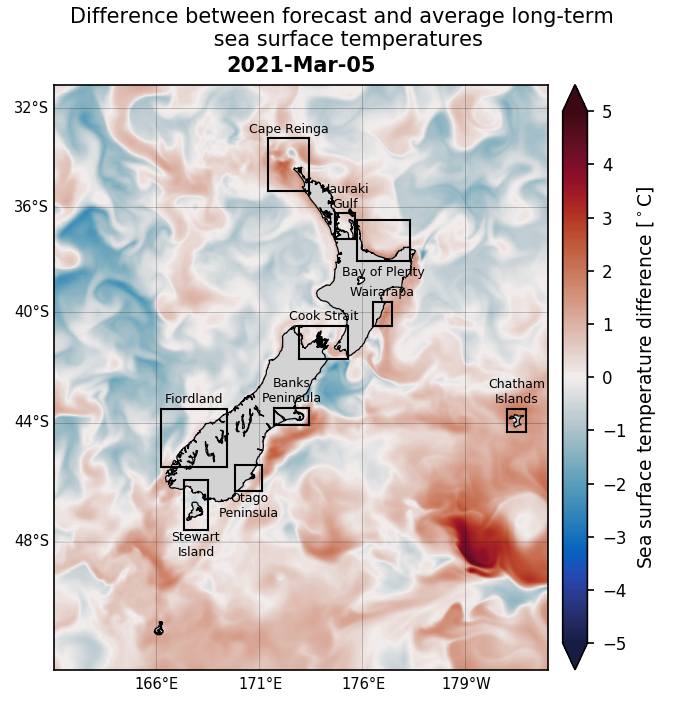 Difference between forecast and average long-term
sea surface temperatures
2021-Mar-05
32°S
36°S
40°S
44°S
48°S
166°E
171°E
176°E
179°W
Cape Reinga
Hauraki
Gulf
Bay of Plenty
Wairarapa
Cook Strait
Banks
Peninsula
Fiordland
Chatham
Islands
Otago
Peninsula
Stewart
Island
5
4
3
2
1
0
−1
−2
−3
−4
−5
Sea surface temperature difference [°C]